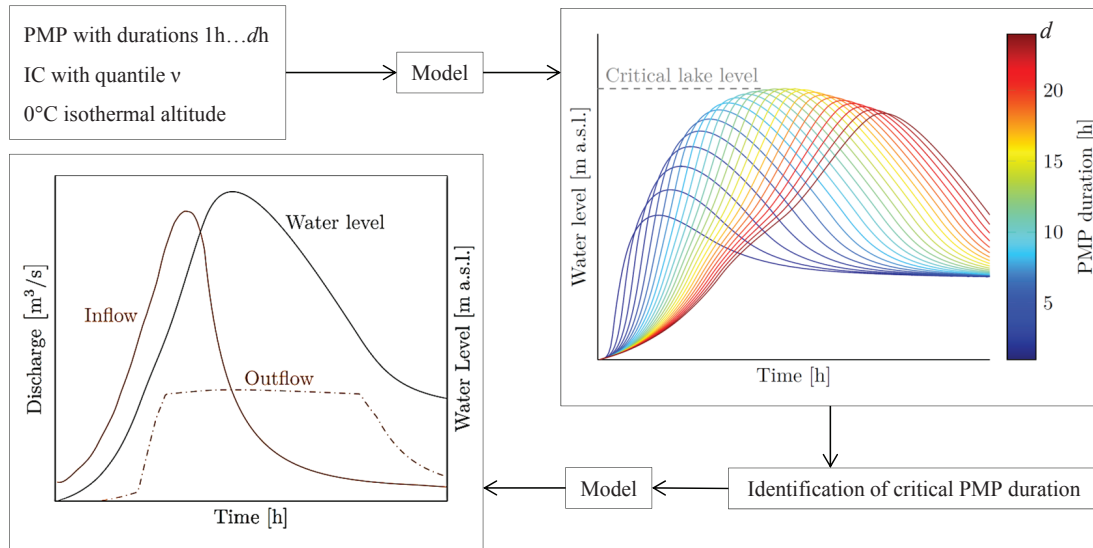 PMP with durations 1h…dh
IC with quantile ν
0°C isothermal altitude
Model
Critical lake level
Water level [m a.s.l.]
Time [h]
d
20
15
10
5
PMP duration [h]
Identification of critical PMP duration
Model
Discharge [m³/s]
Inflow
Water level
Outflow
Water Level [m a.s.l.]
Time [h]